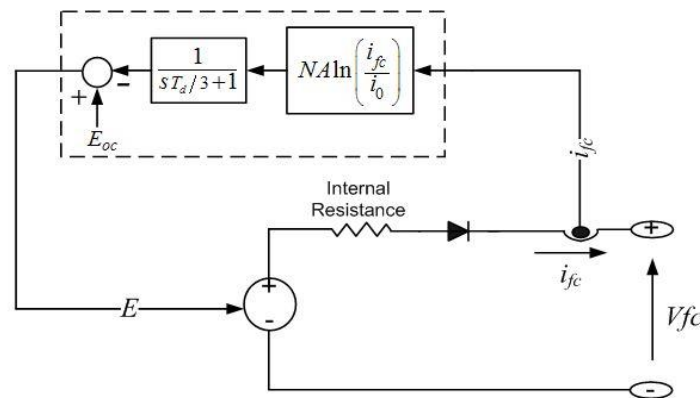 1
sT_d/3+1
NA ln(i_fc/i_0)
+
-
E_oc
i_fc
Internal
Resistance
+
i_fc
E
+
-
Vfc
-